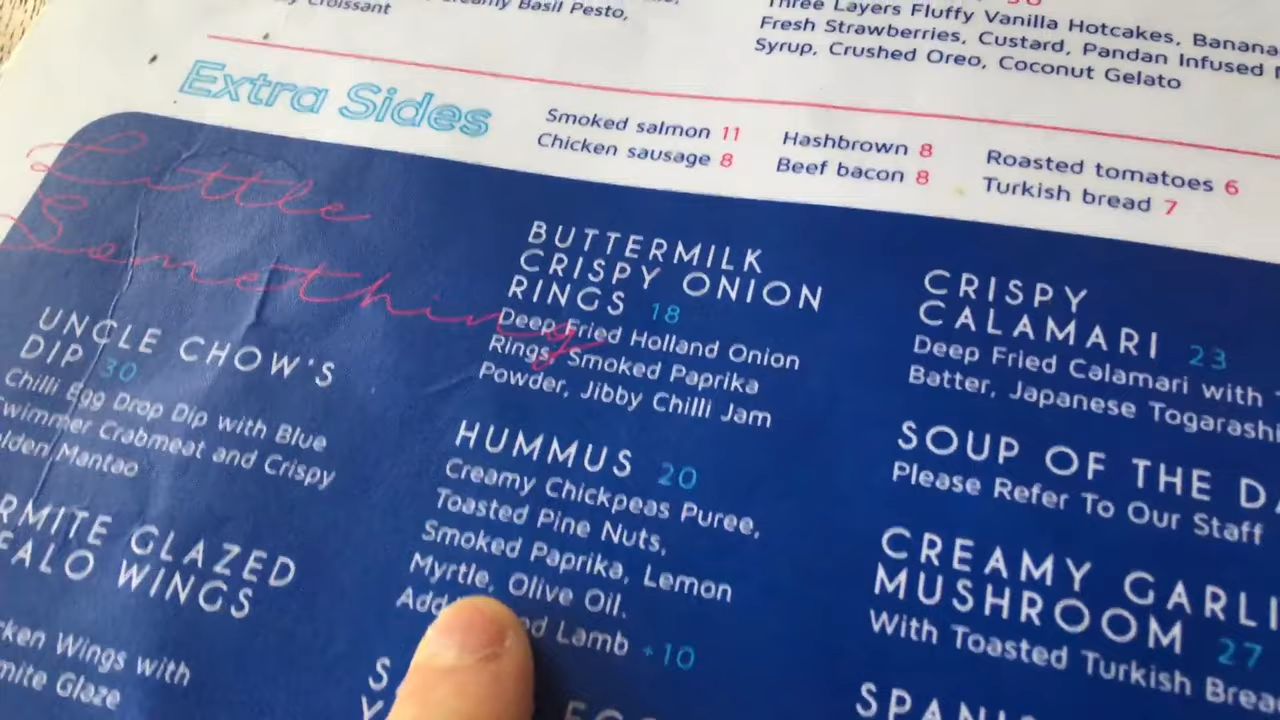 Croissant
Basil Pesto,
Three Layers Fluffy Vanilla Hotcakes, Banana
Fresh Strawberries, Custard, Pandan Infused
Syrup, Crushed Oreo, Coconut Gelato
Extra Sides
Smoked salmon 11
Chicken sausage 8
Hashbrown 8
Beef bacon 8
Roasted tomatoes 6
Turkish bread 7
Little
Something
UNCLE CHOW'S
DIP 30
Chilli Egg Drop Dip with Blue
Swimmer Crabmeat and Crispy
Mantao
GLAZED
WINGS
Wings with
Glaze
BUTTERMILK
CRISPY ONION
RINGS 18
Deep Fried Holland Onion
Rings, Smoked Paprika
Powder, Jibby Chilli Jam
HUMMUS 20
Creamy Chickpeas Puree,
Toasted Pine Nuts,
Smoked Paprika, Lemon
Myrtle, Olive Oil.
Add Lamb +10
CRISPY
CALAMARI 23
Deep Fried Calamari with
Batter, Japanese Togarashi
SOUP OF THE
Please Refer To Our Staff
CREAMY GARLI
MUSHROOM 27
With Toasted Turkish Brea
SPANI